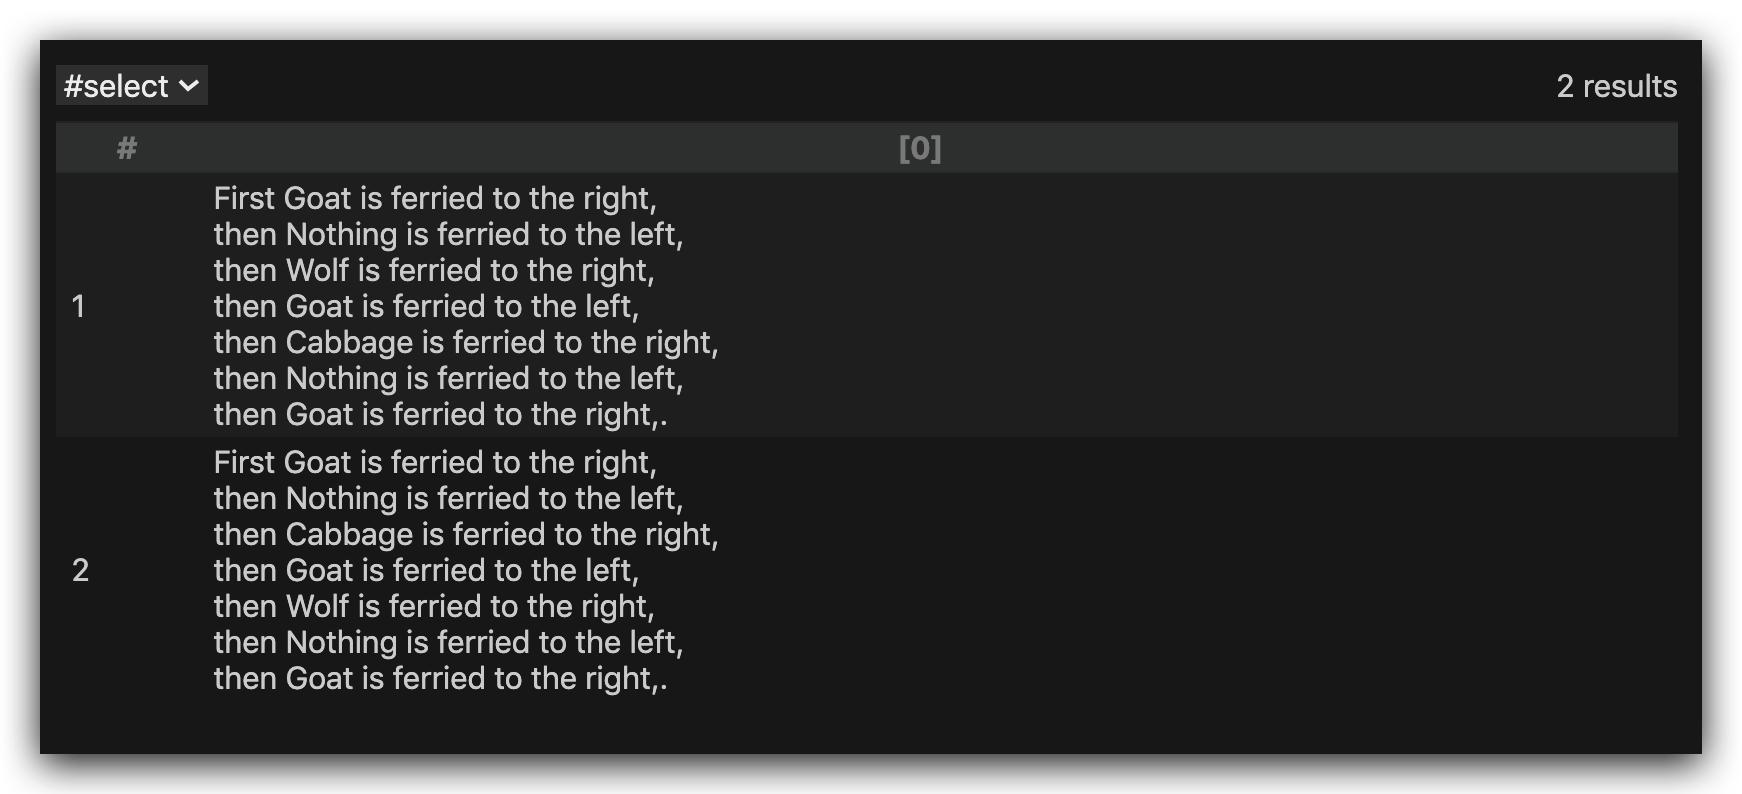 #select
2 results
# [0]
1
First Goat is ferried to the right,
then Nothing is ferried to the left,
then Wolf is ferried to the right,
then Goat is ferried to the left,
then Cabbage is ferried to the right,
then Nothing is ferried to the left,
then Goat is ferried to the right,.
2
First Goat is ferried to the right,
then Nothing is ferried to the left,
then Cabbage is ferried to the right,
then Goat is ferried to the left,
then Wolf is ferried to the right,
then Nothing is ferried to the left,
then Goat is ferried to the right,.